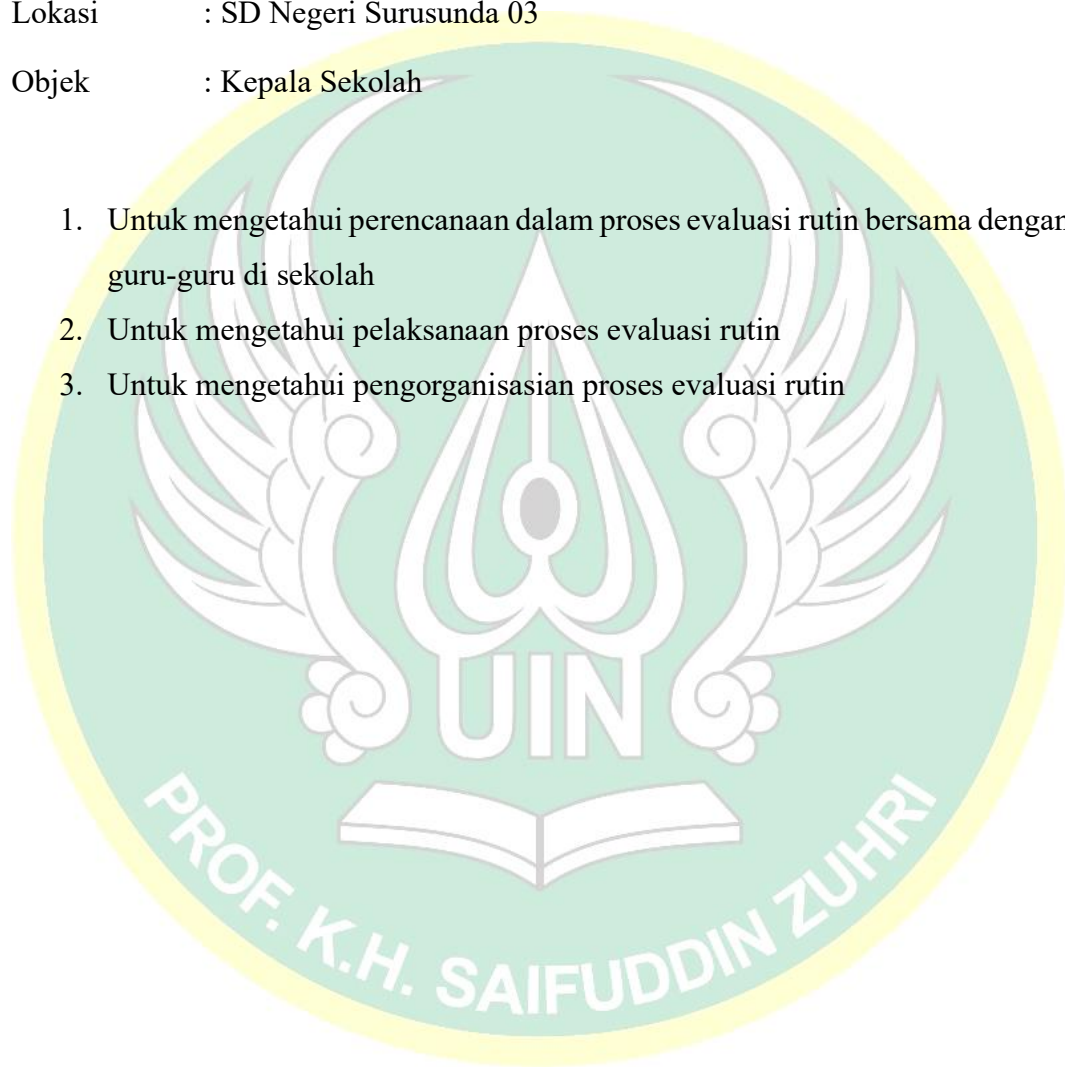 Lokasi : SD Negeri Surusunda 03
Objek : Kepala Sekolah
1. Untuk mengetahui perencanaan dalam proses evaluasi rutin bersama dengan
guru-guru di sekolah
2. Untuk mengetahui pelaksanaan proses evaluasi rutin
3. Untuk mengetahui pengorganisasian proses evaluasi rutin
UIN
PROF. K.H. SAIFUDDIN ZUHRI